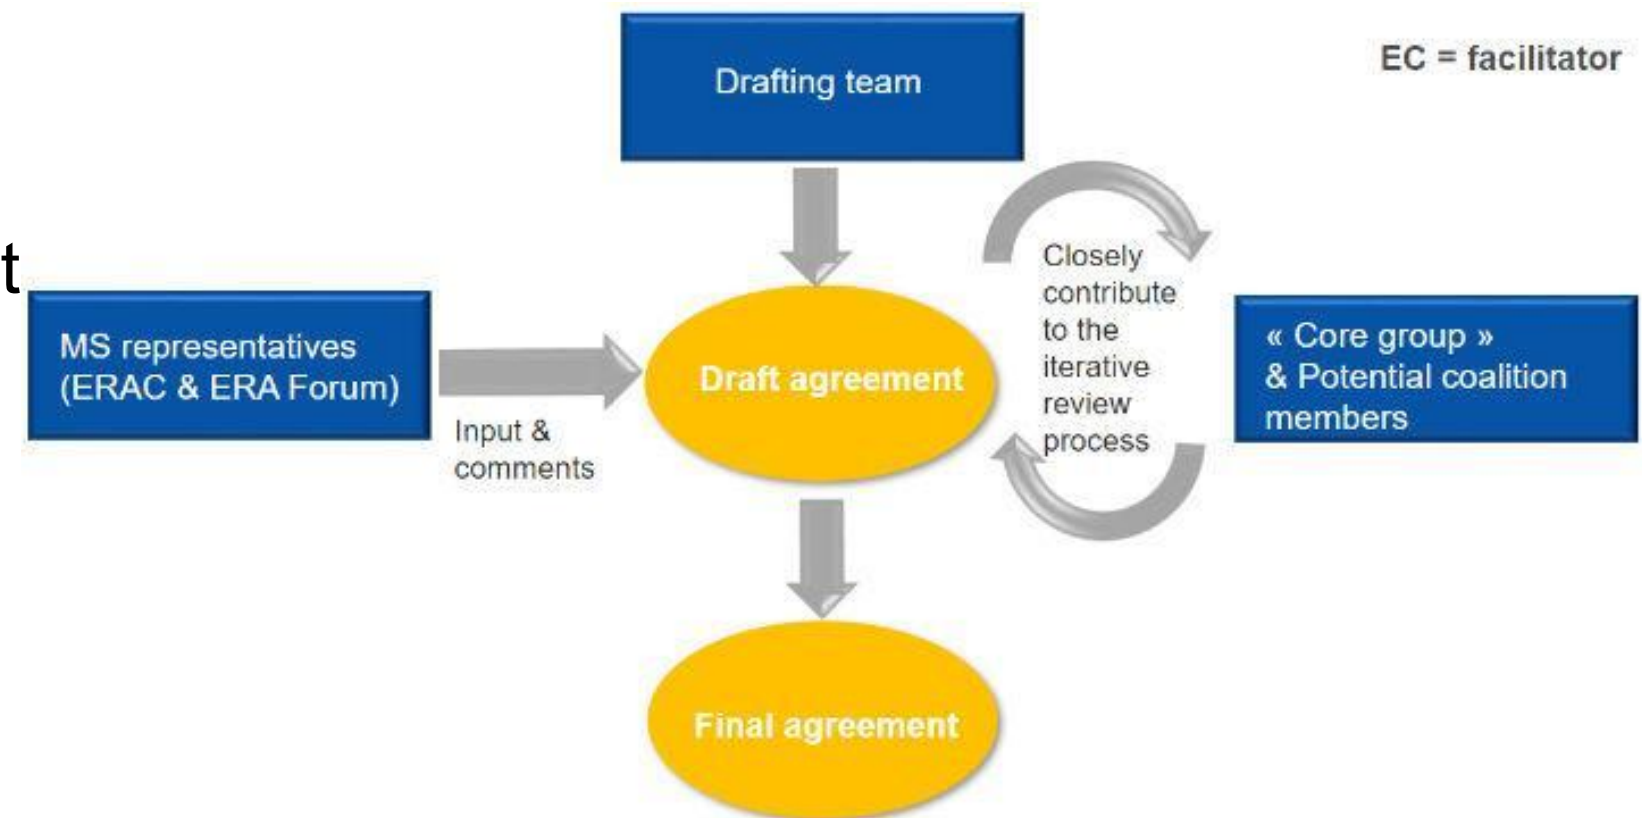 Drafting team
EC = facilitator
t
MS representatives
(ERAC & ERA Forum)
Input &
comments
Draft agreement
Closely
contribute
to the
iterative
review
process
« Core group »
& Potential coalition
members
Final agreement